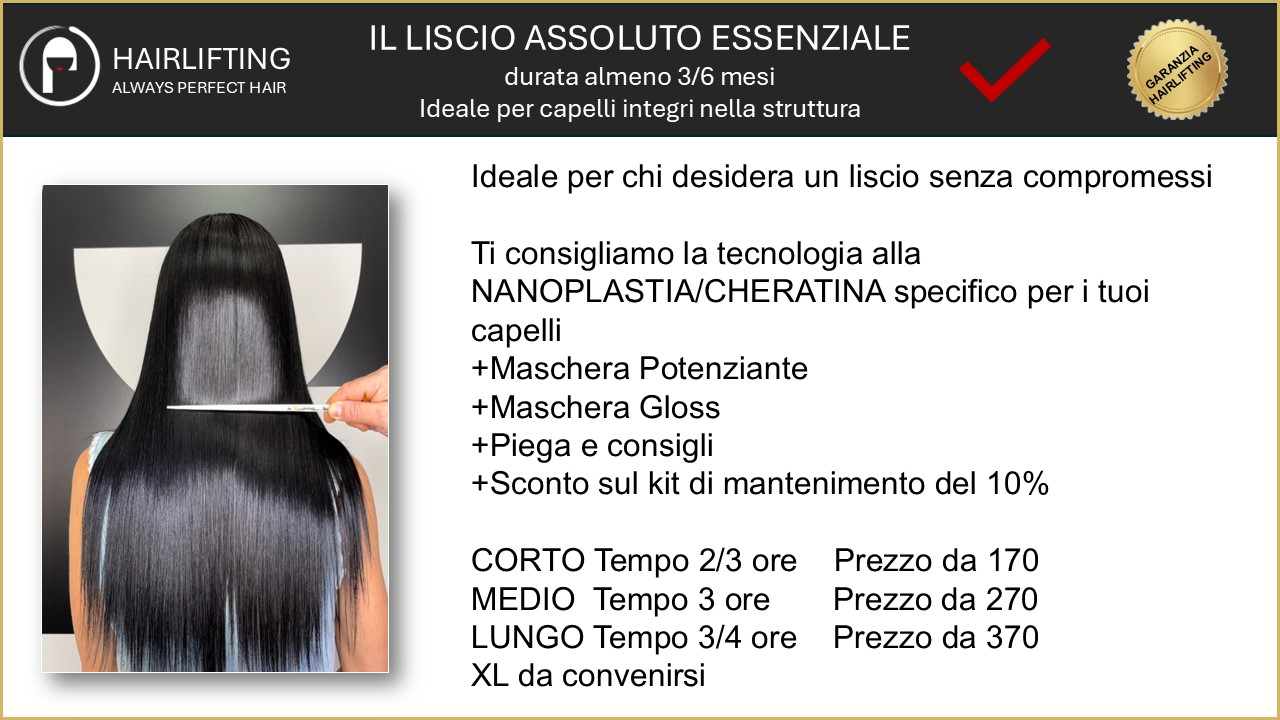 HAIRLIFTING
ALWAYS PERFECT HAIR
IL LISCIO ASSOLUTO ESSENZIALE
durata almeno 3/6 mesi
Ideale per capelli integri nella struttura
GARANZIA
HAIRLIFTING
Ideale per chi desidera un liscio senza compromessi
Ti consigliamo la tecnologia alla
NANOPLASTIA/CHERATINA specifico per i tuoi
capelli
+Maschera Potenziante
+Maschera Gloss
+Piega e consigli
+Sconto sul kit di mantenimento del 10%
CORTO Tempo 2/3 ore Prezzo da 170
MEDIO Tempo 3 ore Prezzo da 270
LUNGO Tempo 3/4 ore Prezzo da 370
XL da convenirsi